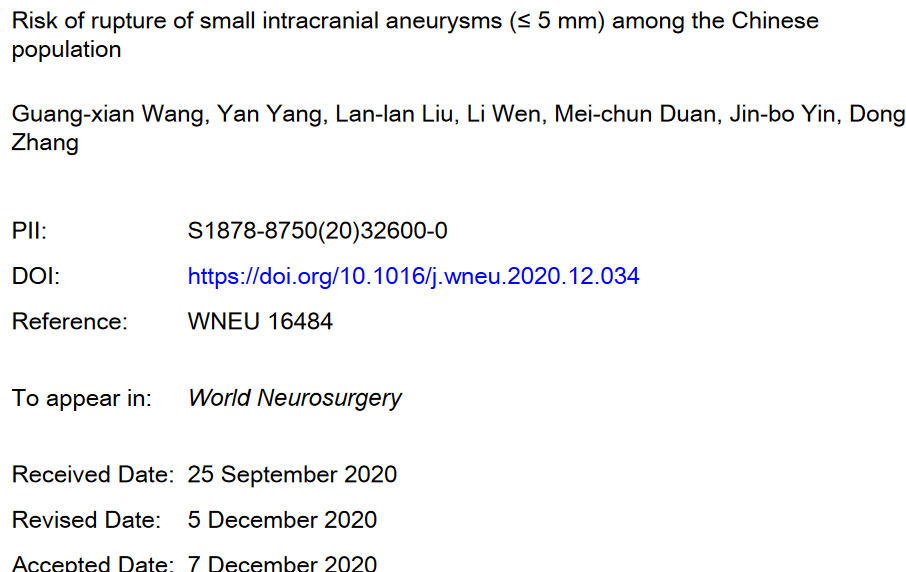 Risk of rupture of small intracranial aneurysms (≤ 5 mm) among the Chinese
population
Guang-xian Wang, Yan Yang, Lan-lan Liu, Li Wen, Mei-chun Duan, Jin-bo Yin, Dong
Zhang
PII: S1878-8750(20)32600-0
DOI: https://doi.org/10.1016/j.wneu.2020.12.034
Reference: WNEU 16484
To appear in: World Neurosurgery
Received Date: 25 September 2020
Revised Date: 5 December 2020
Accepted Date: 7 December 2020